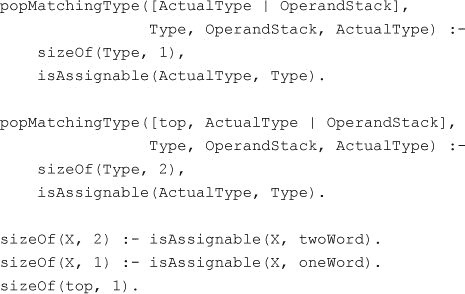 popMatchingType([ActualType | OperandStack],
                Type, OperandStack, ActualType) :-
    sizeOf(Type, 1),
    isAssignable(ActualType, Type).

popMatchingType([top, ActualType | OperandStack],
                Type, OperandStack, ActualType) :-
    sizeOf(Type, 2),
    isAssignable(ActualType, Type).

sizeOf(X, 2) :- isAssignable(X, twoWord).
sizeOf(X, 1) :- isAssignable(X, oneWord).
sizeOf(top, 1).